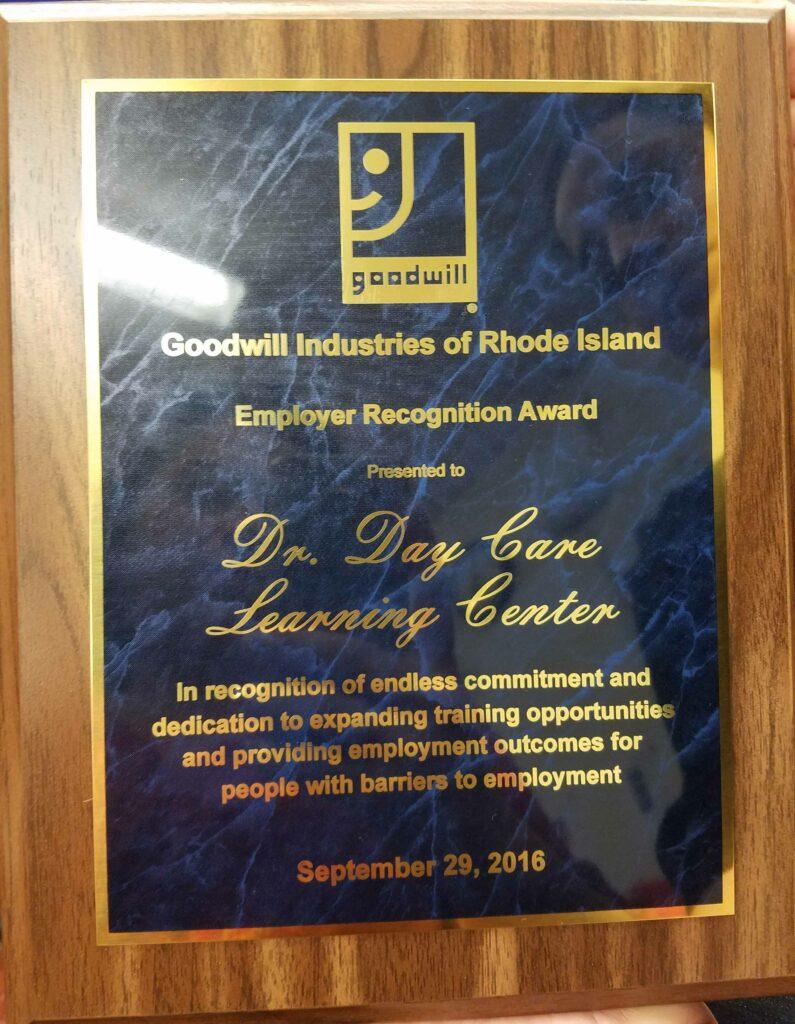 goodwill
®
Goodwill Industries of Rhode Island
Employer Recognition Award
Presented to
Dr. Day Care
Learning Center
In recognition of endless commitment and
dedication to expanding training opportunities
and providing employment outcomes for
people with barriers to employment
September 29, 2016